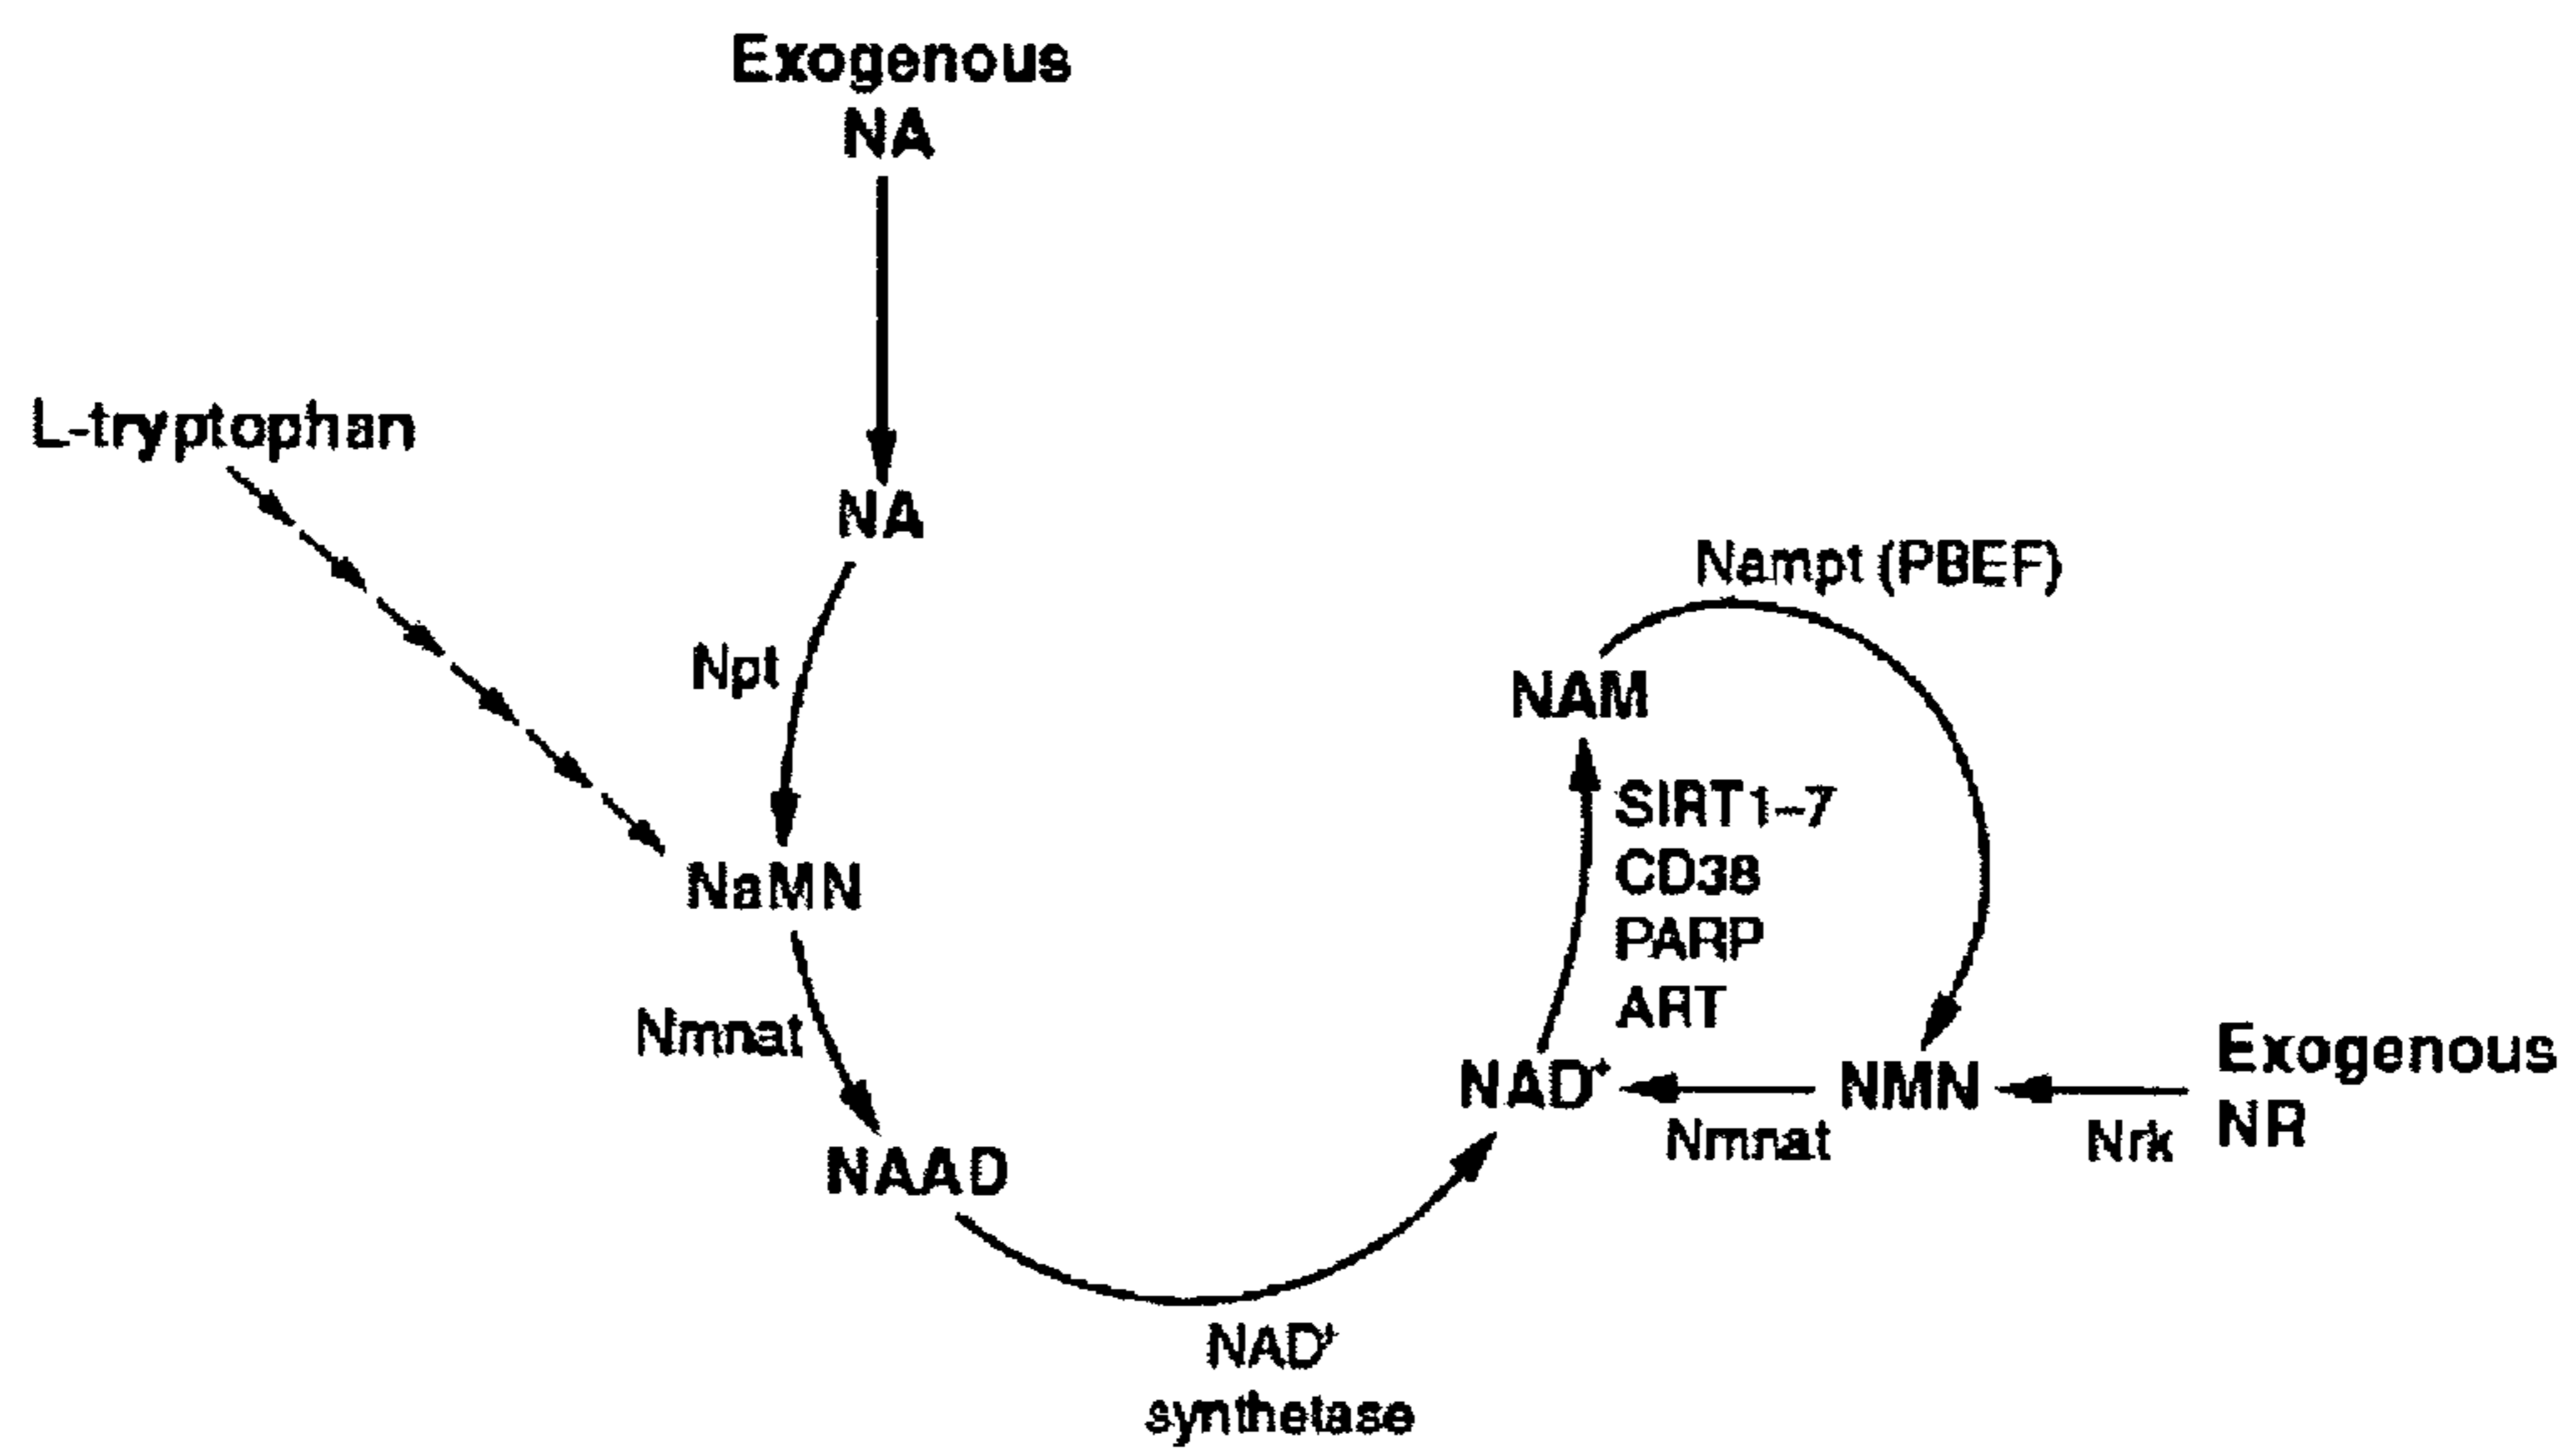 Exogenous
NA
L-tryptophan
NA
Nampt (PBEF)
Npt
NAM
SIRT1–7
CD38
NaMN
PARP
ART
Nmnat
Exogenous
NR
NAD⁺
NMN
Nmnat
Nrk
NAAD
NAD⁺
synthetase